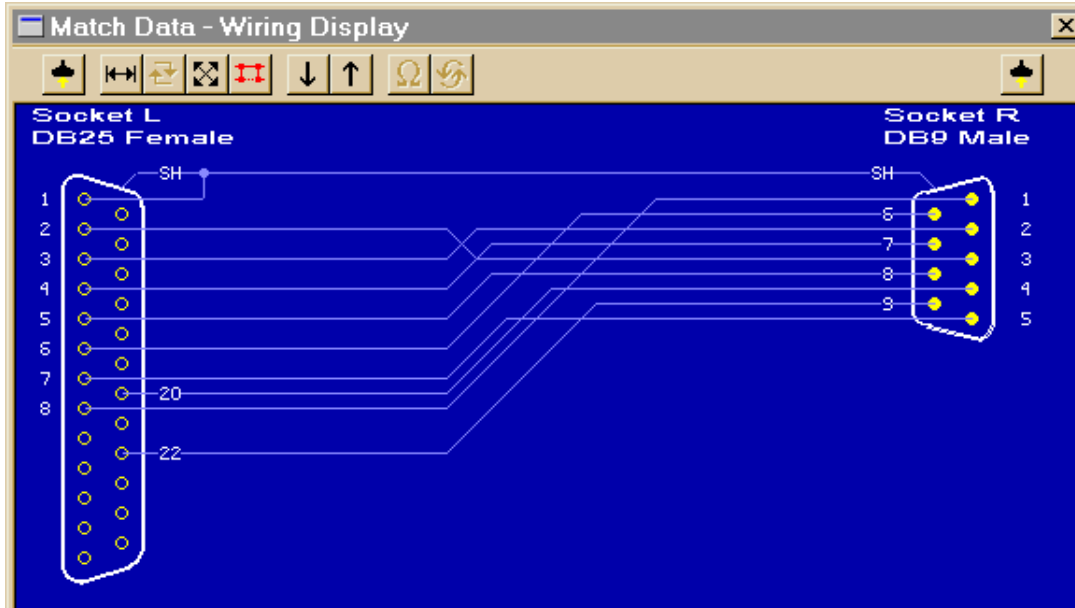 Match Data - Wiring Display
Ω
Socket L
DB25 Female
Socket R
DB9 Male
SH
SH
1
2
3
4
5
6
7
8
20
22
6
7
8
9
1
2
3
4
5